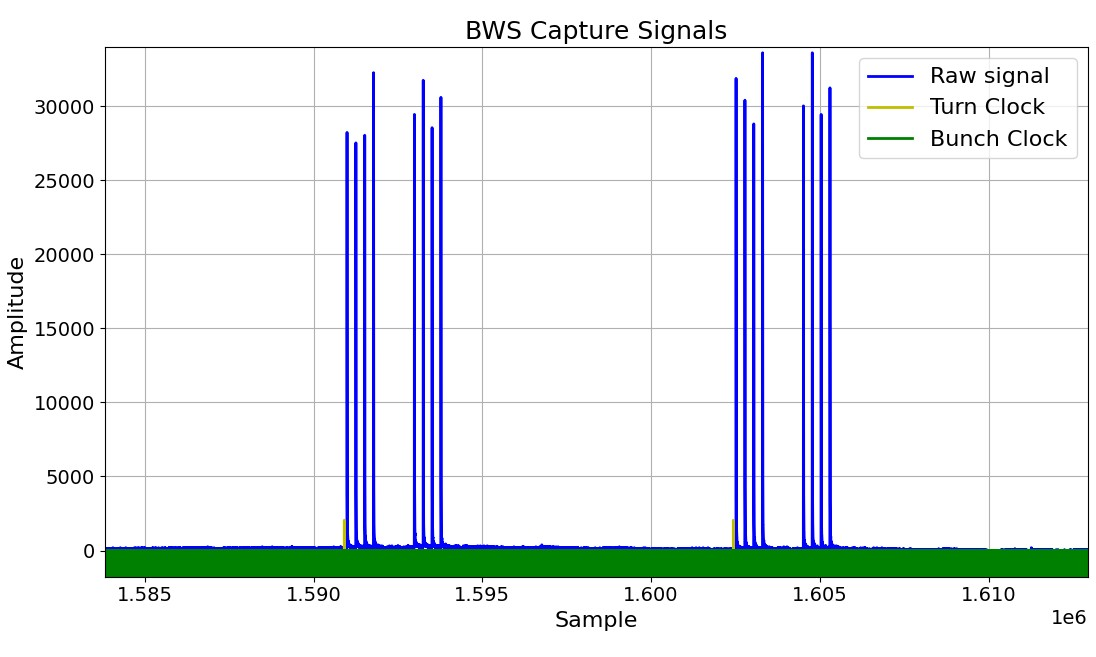 BWS Capture Signals
Raw signal
Turn Clock
Bunch Clock
Amplitude
30000
25000
20000
15000
10000
5000
0
1.585 1.590 1.595 1.600 1.605 1.610
1e6
Sample